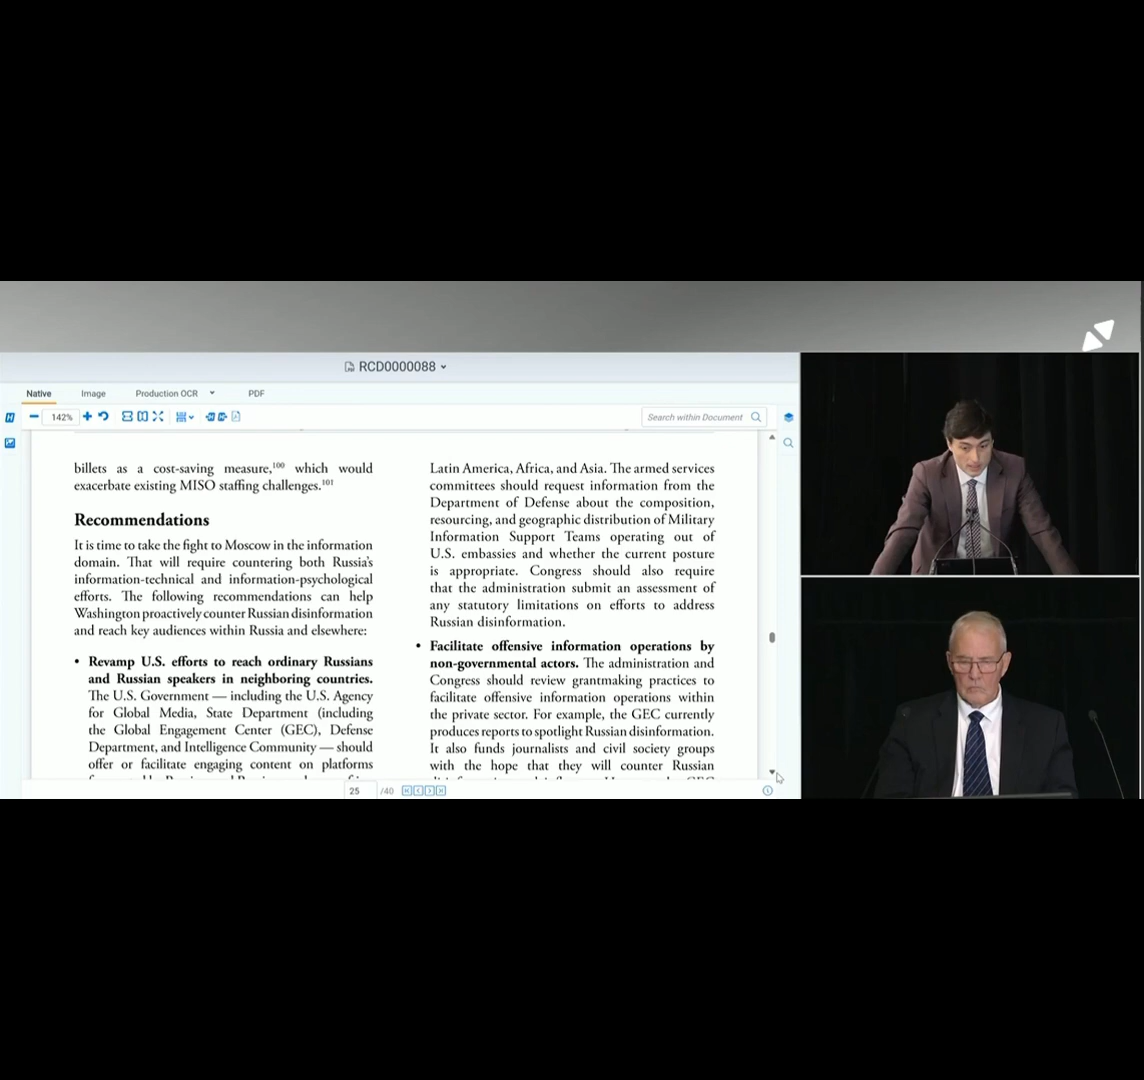 RCD0000088
Native Image Production OCR PDF
142%
Search within Document
billets as a cost-saving measure,100 which would
exacerbate existing MISO staffing challenges.101
Recommendations
It is time to take the fight to Moscow in the information
domain. That will require countering both Russia's
information-technical and information-psychological
efforts. The following recommendations can help
Washington proactively counter Russian disinformation
and reach key audiences within Russia and elsewhere:
• Revamp U.S. efforts to reach ordinary Russians
and Russian speakers in neighboring countries.
The U.S. Government — including the U.S. Agency
for Global Media, State Department (including
the Global Engagement Center (GEC), Defense
Department, and Intelligence Community — should
offer or facilitate engaging content on platforms
Latin America, Africa, and Asia. The armed services
committees should request information from the
Department of Defense about the composition,
resourcing, and geographic distribution of Military
Information Support Teams operating out of
U.S. embassies and whether the current posture
is appropriate. Congress should also require
that the administration submit an assessment of
any statutory limitations on efforts to address
Russian disinformation.
• Facilitate offensive information operations by
non-governmental actors. The administration and
Congress should review grantmaking practices to
facilitate offensive information operations within
the private sector. For example, the GEC currently
produces reports to spotlight Russian disinformation.
It also funds journalists and civil society groups
with the hope that they will counter Russian
25 /40